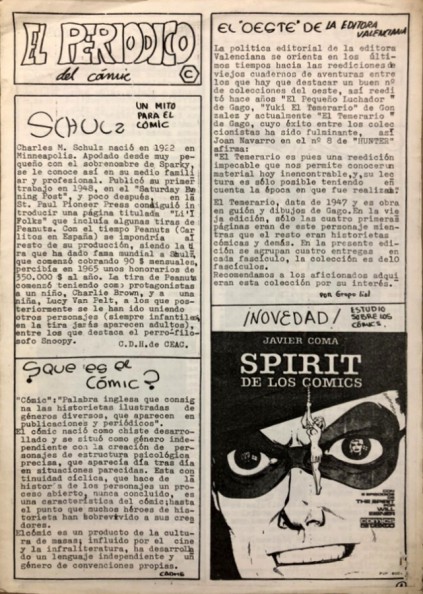 EL PERIODICO
del cómic
C
UN MITO
PARA EL
CÓMIC
SCHULZ
Charles M. Schulz nació en 1922 en
Minneapolis. Apodado desde muy pe-
queño con el sobrenombre de Sparky,
se le conoce así en su medio famili
ar y profesional. Publicó su primer
trabajo en 1948, en el "Saturday Be
ning Post", y poco después, en la
St. Paul Pioneer Press consiguió in
troducir una página titulada "Li'l
Folks" que incluía algunas tiras de
Peanuts. Con el tiempo Peanuts (Car
litos en España) se impondría al
resto de su producción, siendo la ti
ra que ha dado fama mundial a Shulz,
que comenzó cobrando 90 $ mensuales,
percibía en 1965 unos honorarios de
350.000 $ al año. La tira de Peanuts
comenzó teniendo como protagonistas
a un niño, Charlie Brown, y a una
niña, Lucy Van Pelt, a los que pos-
teriormente se le han ido uniendo
otros personajes (siempre infantiles,
en la tira jamás aparecen adultos),
entre los que destaca el perro-filó-
sofo Snoopy.
C.D.H. de CEAC.
¿QUE ES EL
CÓMIC?
"Cómic":"Palabra inglesa que consig
na las historietas ilustradas de
géneros diversos, que aparecen en
publicaciones y periódicos".
El cómic nació como chiste desarro-
llado y se situó como género indepen
diente con la creación de per-
sonajes de estructura psicológica
precisa, que aparecía día tras día
en situaciones parecidas. Esta con
tinuidad cíclica, que hace de la
historia de los personajes un pro-
ceso abierto, nunca concluido, es
una característica del cómic;hasta
el punto que muchos héroes de his-
torieta han sobrevivido a sus crea
dores.
El cómic es un producto de la cultu-
ra de masas; influido por el cine
y la infraliteratura, ha desarrolla
do un lenguaje independiente y un
género de convenciones propias.
EL "OESTE" DE LA EDITORA
VALENCIANA
La política editorial de la editora
Valenciana se orienta en los últi-
mos tiempos hacia las reediciones de
viejos cuadernos de aventuras entre
los que hay que destacar un buen nº
de colecciones del oeste, así reedi
tó hace años "El Pequeño Luchador "
de Gago, "Yuki El Temerario" de Gon
zales y actualmente "El Temerario "
de Gago, cuyo éxito entre los cole-
ccionistas ha sido fulminante, así
Joan Navarro en el nº 8 de "HUNTER"
afirma:
"El Temerario es pues una reedición
impecable que nos permite conocer un
material hoy inencontrable,y su lec
tura es sólo posible teniendo en
cuenta la época en que fue realizada"
El Temerario, data de 1947 y es obra
en guión y dibujos de Gago. En la vie
ja edición, sólo las cuatro primeras
páginas eran de este personaje mien-
tras que el resto eran historietas
cómicas y demás. En la presente edi-
ción se agrupan cuatro entregas en
cada fascículo, la colección es de 10
fascículos.
Recomendamos a los aficionados adqui
eran esta colección por su interés.
por Grupo
¡NOVEDAD!
ESTUDIO
SOBRE LOS
CÓMICS.
JAVIER COMA
SPIRIT
DE LOS COMICS
THE SPIRIT
WILL
EISNER